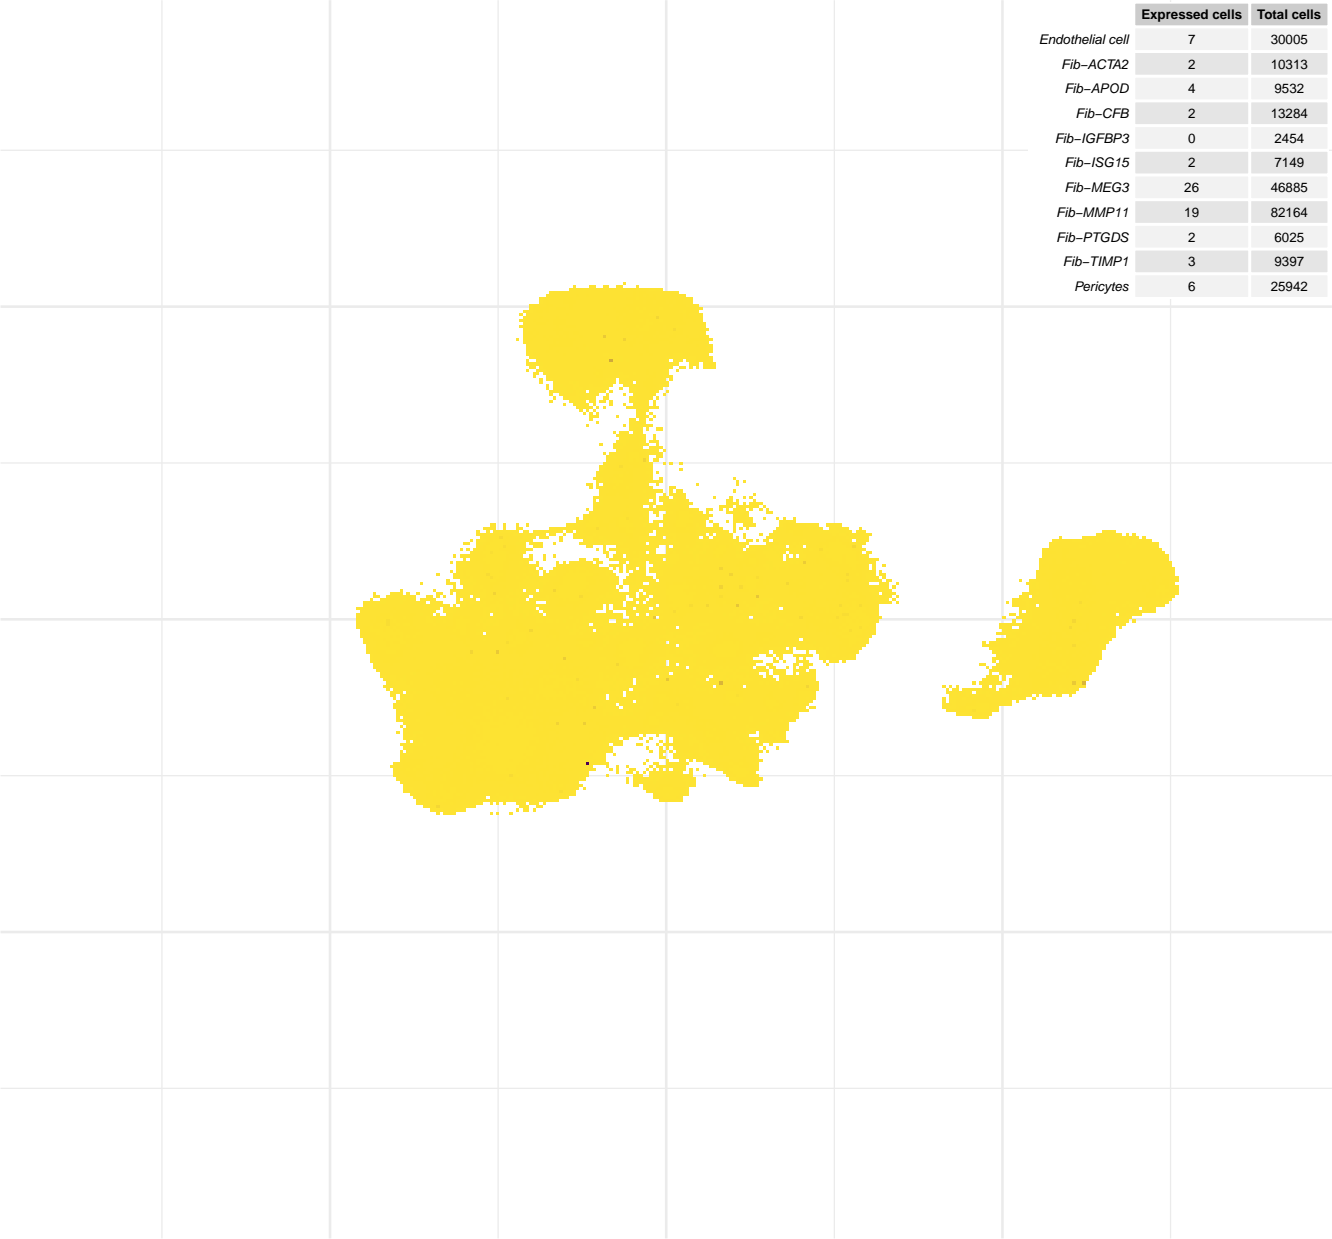 Expressed cells Total cells
Endothelial cell 7 30005
Fib−ACTA2 2 10313
Fib−APOD 4 9532
Fib−CFB 2 13284
Fib−IGFBP3 0 2454
Fib−ISG15 2 7149
Fib−MEG3 26 46885
Fib−MMP11 19 82164
Fib−PTGDS 2 6025
Fib−TIMP1 3 9397
Pericytes 6 25942